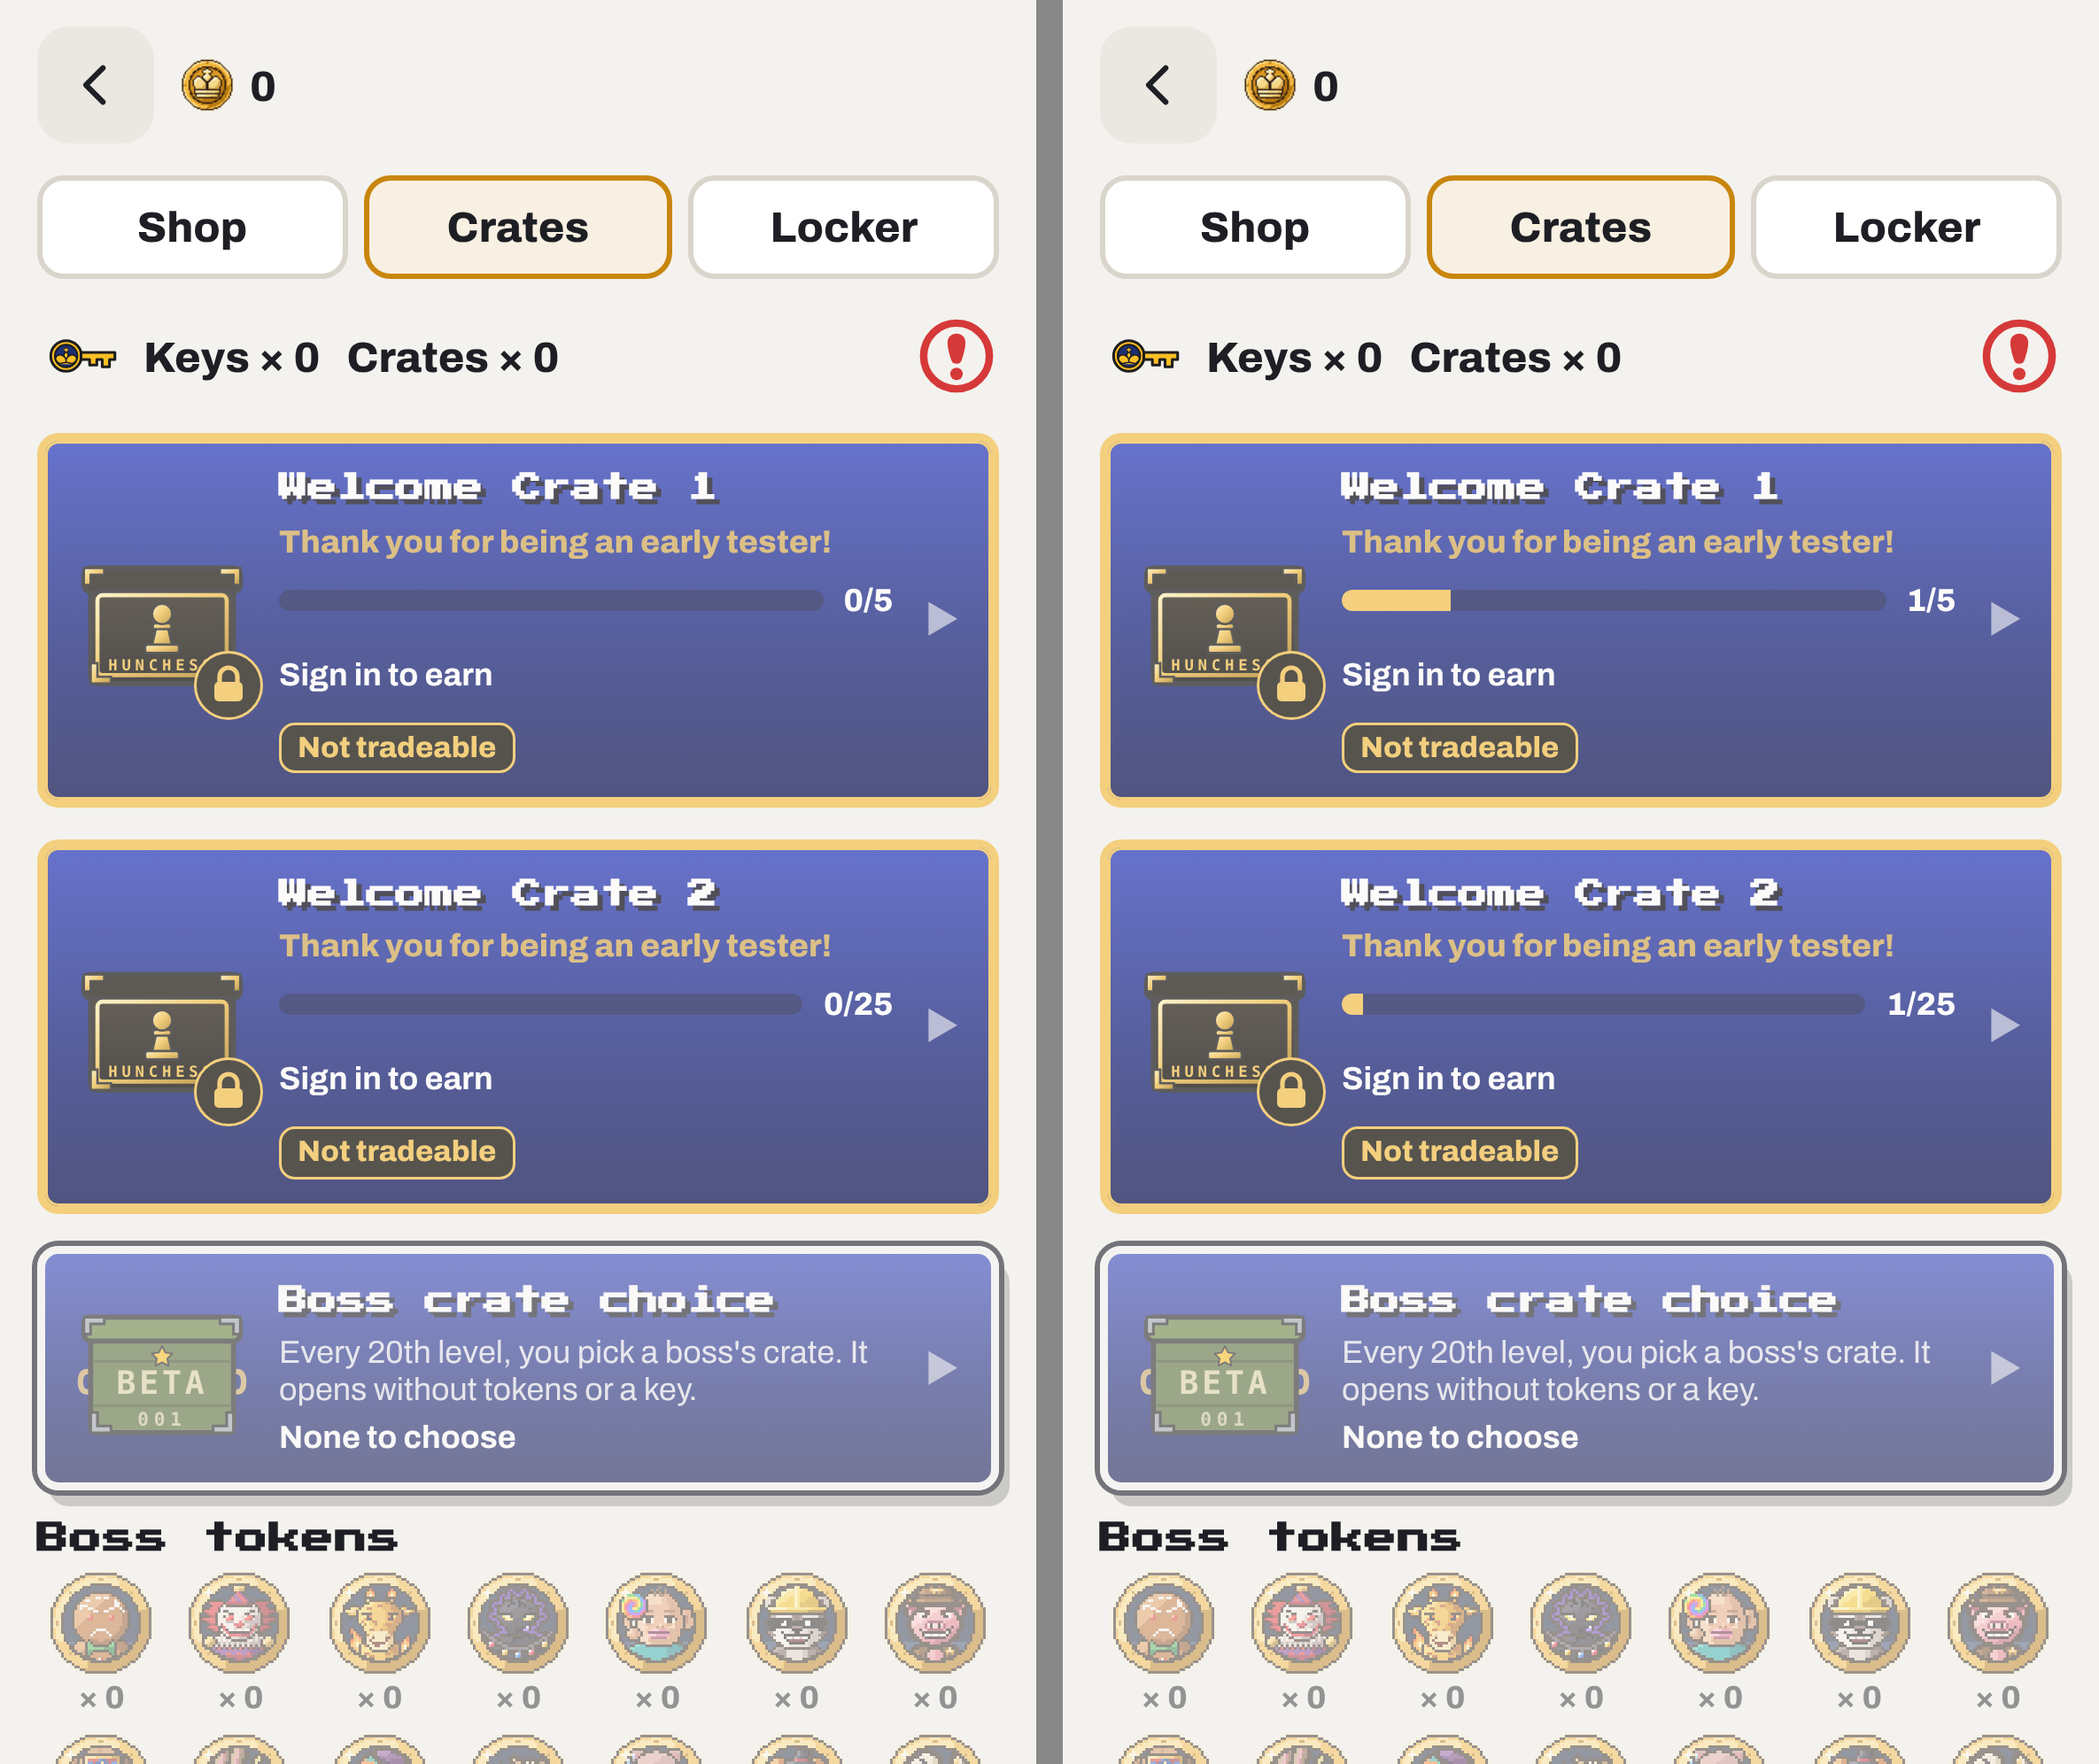 0
Shop
Crates
Locker
Keys × 0 Crates × 0
Welcome Crate 1
Thank you for being an early tester!
0/5
HUNCHES
Sign in to earn
Not tradeable
Welcome Crate 2
Thank you for being an early tester!
0/25
HUNCHES
Sign in to earn
Not tradeable
Boss crate choice
Every 20th level, you pick a boss's crate. It
opens without tokens or a key.
None to choose
BETA
001
Boss tokens
× 0
× 0
× 0
× 0
× 0
× 0
× 0
0
Shop
Crates
Locker
Keys × 0 Crates × 0
Welcome Crate 1
Thank you for being an early tester!
1/5
HUNCHES
Sign in to earn
Not tradeable
Welcome Crate 2
Thank you for being an early tester!
1/25
HUNCHES
Sign in to earn
Not tradeable
Boss crate choice
Every 20th level, you pick a boss's crate. It
opens without tokens or a key.
None to choose
BETA
001
Boss tokens
× 0
× 0
× 0
× 0
× 0
× 0
× 0